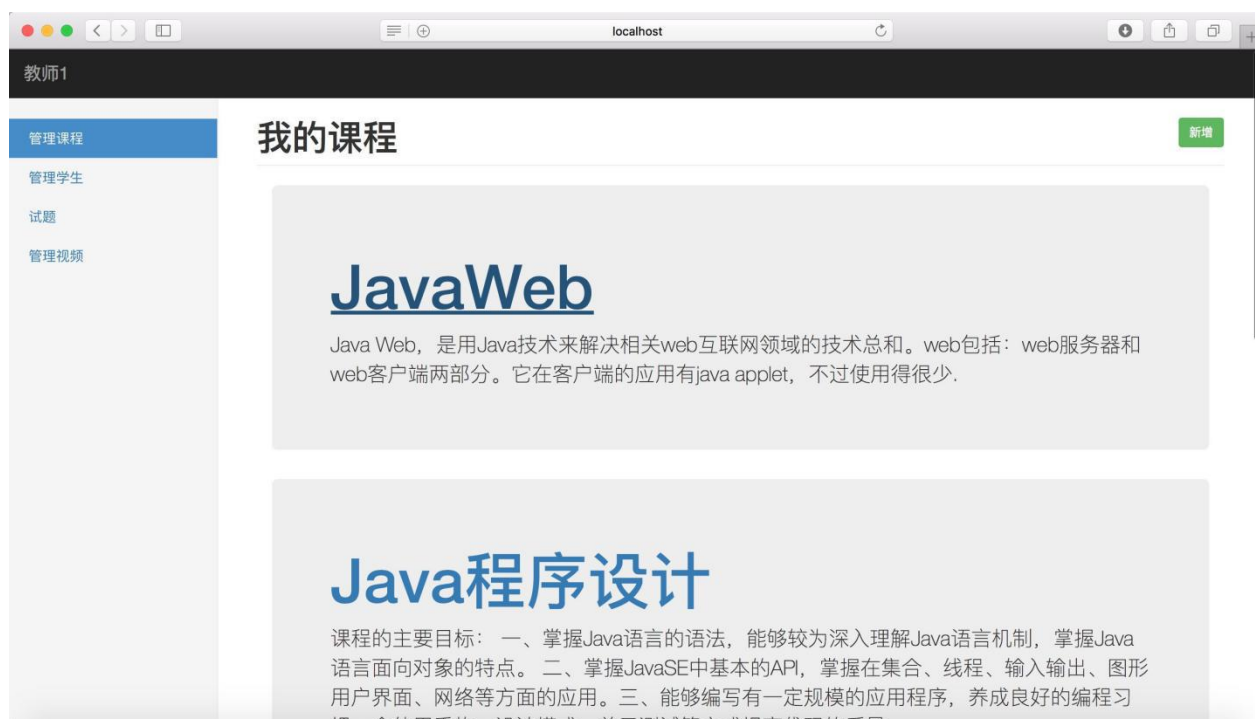 localhost
教师1
管理课程
管理学生
试题
管理视频
我的课程
新增
JavaWeb
Java Web，是用Java技术来解决相关web互联网领域的技术总和。web包括：web服务器和
web客户端两部分。它在客户端的应用有java applet，不过使用得很少.
Java程序设计
课程的主要目标： 一、掌握Java语言的语法，能够较为深入理解Java语言机制，掌握Java
语言面向对象的特点。 二、掌握JavaSE中基本的API，掌握在集合、线程、输入输出、图形
用户界面、网络等方面的应用。三、能够编写有一定规模的应用程序，养成良好的编程习